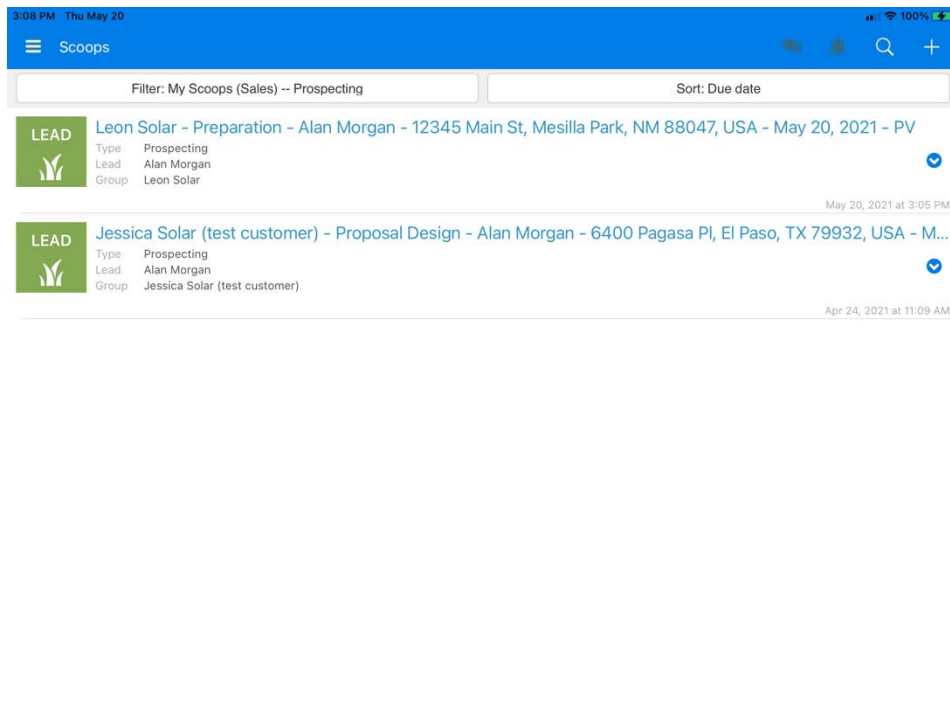 3:08 PM Thu May 20
100%
Scoops
Filter: My Scoops (Sales) -- Prospecting
Sort: Due date
LEAD
Leon Solar - Preparation - Alan Morgan - 12345 Main St, Mesilla Park, NM 88047, USA - May 20, 2021 - PV
Type Prospecting
Lead Alan Morgan
Group Leon Solar
May 20, 2021 at 3:05 PM
LEAD
Jessica Solar (test customer) - Proposal Design - Alan Morgan - 6400 Pagasa Pl, El Paso, TX 79932, USA - M...
Type Prospecting
Lead Alan Morgan
Group Jessica Solar (test customer)
Apr 24, 2021 at 11:09 AM